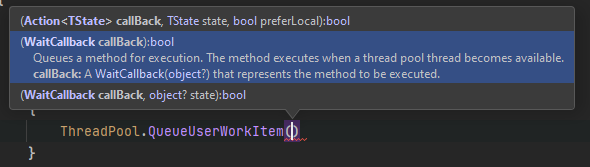 (Action<TState> callBack, TState state, bool preferLocal):bool
(WaitCallback callBack):bool
Queues a method for execution. The method executes when a thread pool thread becomes available.
callBack: A WaitCallback(object?) that represents the method to be executed.
(WaitCallback callBack, object? state):bool
{
ThreadPool.QueueUserWorkItem()
}